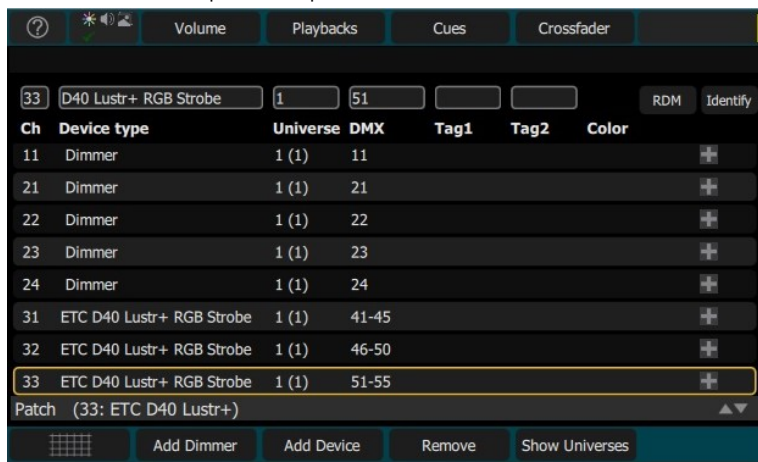 ? Volume Playbacks Cues Crossfader
33 D40 Lustr+ RGB Strobe 1 51 RDM Identify
Ch Device type Universe DMX Tag1 Tag2 Color
11 Dimmer 1 (1) 11
21 Dimmer 1 (1) 21
22 Dimmer 1 (1) 22
23 Dimmer 1 (1) 23
24 Dimmer 1 (1) 24
31 ETC D40 Lustr+ RGB Strobe 1 (1) 41-45
32 ETC D40 Lustr+ RGB Strobe 1 (1) 46-50
33 ETC D40 Lustr+ RGB Strobe 1 (1) 51-55
Patch (33: ETC D40 Lustr+)
Add Dimmer Add Device Remove Show Universes